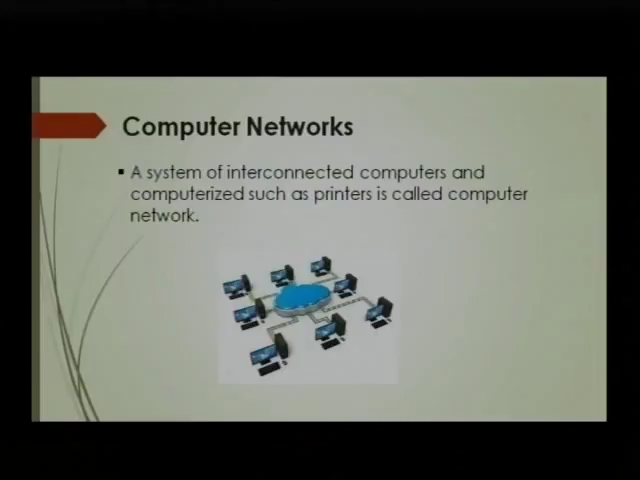 Computer Networks
▪ A system of interconnected computers and
computerized such as printers is called computer
network.